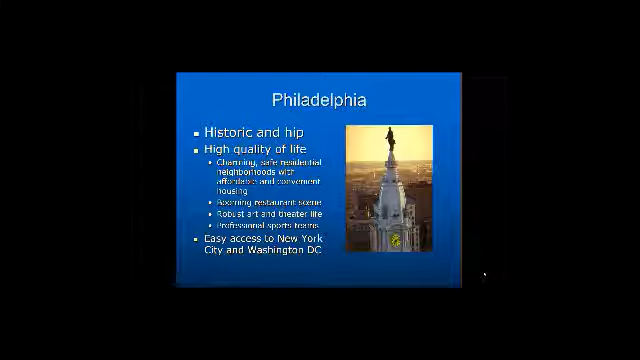 Philadelphia
Historic and hip
High quality of life
Charming, safe residential
neighborhoods with
affordable and convenient
housing
Booming restaurant scene
Robust art and theater life
Professional sports teams
Easy access to New York
City and Washington DC